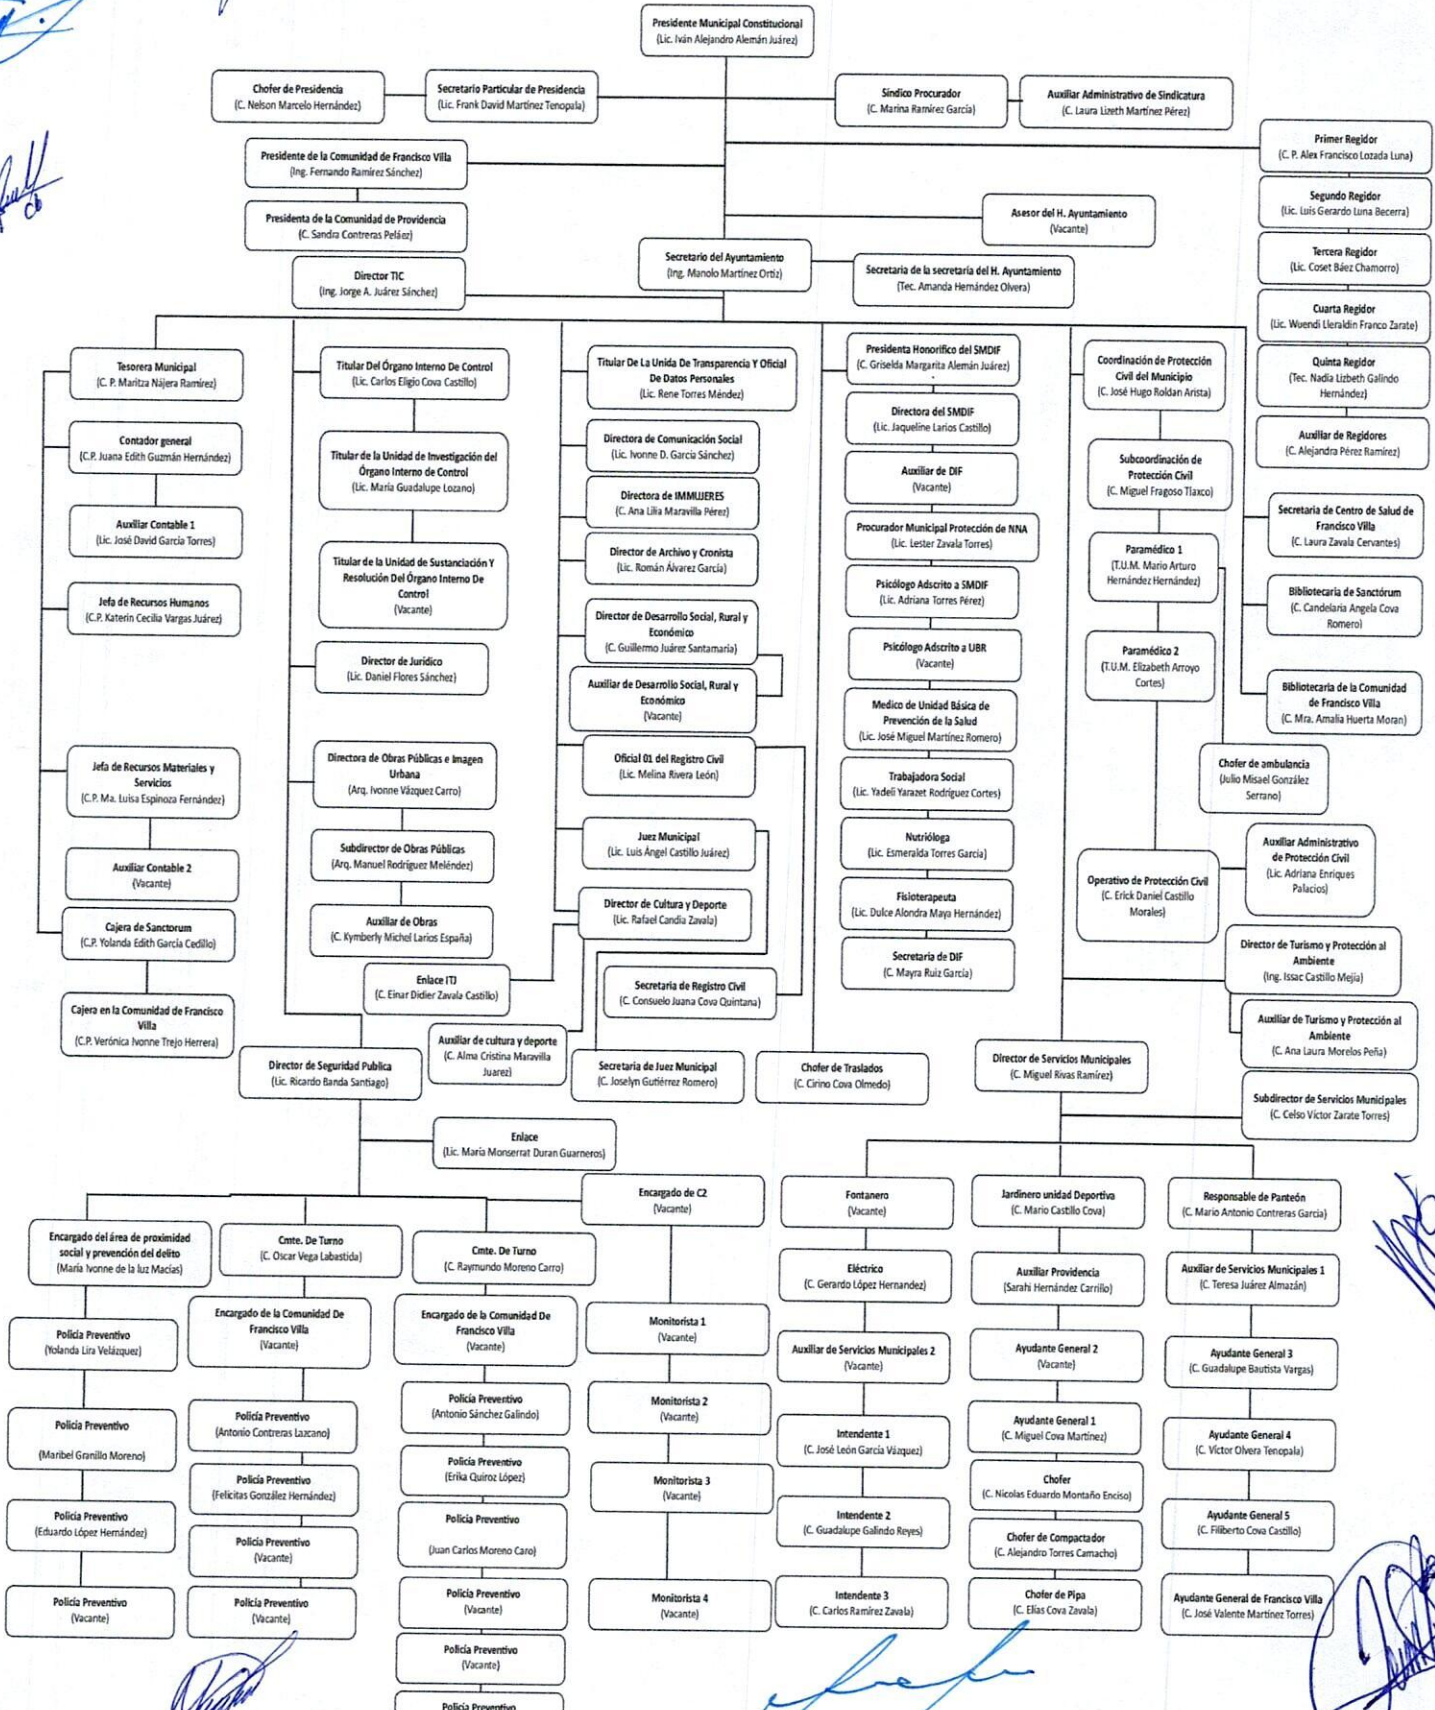 Presidente Municipal Constitucional
(Lic. Iván Alejandro Alemán Juárez)
Chofer de Presidencia
(C. Nelson Marcelo Hernández)
Secretario Particular de Presidencia
(Lic. Frank David Martínez Tenopala)
Síndico Procurador
(C. Marina Ramírez García)
Auxiliar Administrativo de Sindicatura
(C. Laura Lizeth Martínez Pérez)
Presidente de la Comunidad de Francisco Villa
(Ing. Fernando Ramírez Sánchez)
Presidenta de la Comunidad de Providencia
(C. Sandra Contreras Peláez)
Primer Regidor
(C. P. Alex Francisco Lozada Luna)
Segundo Regidor
(Lic. Luis Gerardo Luna Becerra)
Tercera Regidor
(Lic. Coset Báez Chamorro)
Cuarta Regidor
(Lic. Wuendi Lleraldin Franco Zarate)
Quinta Regidor
(Tec. Nadia Lizbeth Galindo
Hernández)
Auxiliar de Regidores
(C. Alejandra Pérez Ramírez)
Asesor del H. Ayuntamiento
(Vacante)
Secretario del Ayuntamiento
(Ing. Manolo Martínez Ortiz)
Secretaria de la secretaría del H. Ayuntamiento
(Tec. Amanda Hernández Olvera)
Director TIC
(Ing. Jorge A. Juárez Sánchez)
Tesorera Municipal
(C. P. Maritza Nájera Ramírez)
Contador general
(C.P. Juana Edith Guzmán Hernández)
Auxiliar Contable 1
(Lic. José David García Torres)
Jefa de Recursos Humanos
(C.P. Katerin Cecilia Vargas Juárez)
Jefa de Recursos Materiales y
Servicios
(C.P. Ma. Luisa Espinoza Fernández)
Auxiliar Contable 2
(Vacante)
Cajera de Sanctorum
(C.P. Yolanda Edith García Cedillo)
Cajera en la Comunidad de Francisco
Villa
(C.P. Verónica Ivonne Trejo Herrera)
Titular Del Órgano Interno De Control
(Lic. Carlos Eligio Cova Castillo)
Titular de la Unidad de Investigación del
Órgano Interno de Control
(Lic. María Guadalupe Lozano)
Titular de la Unidad de Sustanciación Y
Resolución Del Órgano Interno De
Control
(Vacante)
Director de Jurídico
(Lic. Daniel Flores Sánchez)
Directora de Obras Públicas e Imagen
Urbana
(Arq. Ivonne Vázquez Carro)
Subdirector de Obras Públicas
(Arq. Manuel Rodríguez Meléndez)
Auxiliar de Obras
(C. Kymberly Michel Larios España)
Titular De La Unida De Transparencia Y Oficial
De Datos Personales
(Lic. Rene Torres Méndez)
Directora de Comunicación Social
(Lic. Ivonne D. García Sánchez)
Directora de IMMUJERES
(C. Ana Lilia Maravilla Pérez)
Director de Archivo y Cronista
(Lic. Román Álvarez García)
Director de Desarrollo Social, Rural y
Económico
(C. Guillermo Juárez Santamaría)
Auxiliar de Desarrollo Social, Rural y
Económico
(Vacante)
Oficial 01 del Registro Civil
(Lic. Melina Rivera León)
Juez Municipal
(Lic. Luis Ángel Castillo Juárez)
Director de Cultura y Deporte
(Lic. Rafael Candia Zavala)
Enlace ITJ
(C. Einar Didier Zavala Castillo)
Secretaria de Registro Civil
(C. Consuelo Juana Cova Quintana)
Auxiliar de cultura y deporte
(C. Alma Cristina Maravilla
Juarez)
Secretaria de Juez Municipal
(C. Joselyn Gutiérrez Romero)
Chofer de Traslados
(C. Cirino Cova Olmedo)
Presidenta Honorifico del SMDIF
(C. Griselda Margarita Alemán Juárez)
Directora del SMDIF
(Lic. Jaqueline Larios Castillo)
Auxiliar de DIF
(Vacante)
Procurador Municipal Protección de NNA
(Lic. Lester Zavala Torres)
Psicólogo Adscrito a SMDIF
(Lic. Adriana Torres Pérez)
Psicólogo Adscrito a UBR
(Vacante)
Medico de Unidad Básica de
Prevención de la Salud
(Lic. José Miguel Martínez Romero)
Trabajadora Social
(Lic. Yadeli Yarazet Rodríguez Cortes)
Nutrióloga
(Lic. Esmeralda Torres García)
Fisioterapeuta
(Lic. Dulce Alondra Maya Hernández)
Secretaria de DIF
(C. Mayra Ruiz García)
Coordinación de Protección
Civil del Municipio
(C. José Hugo Roldan Arista)
Subcoordinación de
Protección Civil
(C. Miguel Fragoso Tlaxco)
Paramédico 1
(T.U.M. Mario Arturo
Hernández Hernández)
Paramédico 2
(T.U.M. Elizabeth Arroyo
Cortes)
Secretaria de Centro de Salud de
Francisco Villa
(C. Laura Zavala Cervantes)
Bibliotecaria de Sanctórum
(C. Candelaria Angela Cova
Romero)
Bibliotecaria de la Comunidad
de Francisco Villa
(C. Mra. Amalia Huerta Moran)
Chofer de ambulancia
(Julio Misael González
Serrano)
Operativo de Protección Civil
(C. Erick Daniel Castillo
Morales)
Auxiliar Administrativo
de Protección Civil
(Lic. Adriana Enriques
Palacios)
Director de Turismo y Protección al
Ambiente
(Ing. Issac Castillo Mejía)
Auxiliar de Turismo y Protección al
Ambiente
(C. Ana Laura Morelos Peña)
Director de Servicios Municipales
(C. Miguel Rivas Ramírez)
Subdirector de Servicios Municipales
(C. Celso Víctor Zarate Torres)
Director de Seguridad Publica
(Lic. Ricardo Banda Santiago)
Enlace
(Lic. María Monserrat Duran Guarneros)
Encargado del área de proximidad
social y prevención del delito
(María Ivonne de la luz Macías)
Policía Preventivo
(Yolanda Lira Velázquez)
Policía Preventivo
(Maribel Granillo Moreno)
Policía Preventivo
(Eduardo López Hernández)
Policía Preventivo
(Vacante)
Cmte. De Turno
(C. Oscar Vega Labastida)
Encargado de la Comunidad De
Francisco Villa
(Vacante)
Policía Preventivo
(Antonio Contreras Lazcano)
Policía Preventivo
(Felicitas González Hernández)
Policía Preventivo
(Vacante)
Policía Preventivo
(Vacante)
Cmte. De Turno
(C. Raymundo Moreno Carro)
Encargado de la Comunidad De
Francisco Villa
(Vacante)
Policía Preventivo
(Antonio Sánchez Galindo)
Policía Preventivo
(Erika Quiroz López)
Policía Preventivo
(Juan Carlos Moreno Caro)
Policía Preventivo
(Vacante)
Policía Preventivo
(Vacante)
Policía Preventivo
Encargado de C2
(Vacante)
Monitorista 1
(Vacante)
Monitorista 2
(Vacante)
Monitorista 3
(Vacante)
Monitorista 4
(Vacante)
Fontanero
(Vacante)
Eléctrico
(C. Gerardo López Hernandez)
Auxiliar de Servicios Municipales 2
(Vacante)
Intendente 1
(C. José León García Vázquez)
Intendente 2
(C. Guadalupe Galindo Reyes)
Intendente 3
(C. Carlos Ramírez Zavala)
Jardinero unidad Deportiva
(C. Mario Castillo Cova)
Auxiliar Providencia
(Sarahi Hernández Carrillo)
Ayudante General 2
(Vacante)
Ayudante General 1
(C. Miguel Cova Martínez)
Chofer
(C. Nicolas Eduardo Montaño Enciso)
Chofer de Compactador
(C. Alejandro Torres Camacho)
Chofer de Pipa
(C. Elías Cova Zavala)
Responsable de Panteón
(C. Mario Antonio Contreras García)
Auxiliar de Servicios Municipales 1
(C. Teresa Juárez Almazán)
Ayudante General 3
(C. Guadalupe Bautista Vargas)
Ayudante General 4
(C. Víctor Olvera Tenopala)
Ayudante General 5
(C. Filiberto Cova Castillo)
Ayudante General de Francisco Villa
(C. José Valente Martínez Torres)